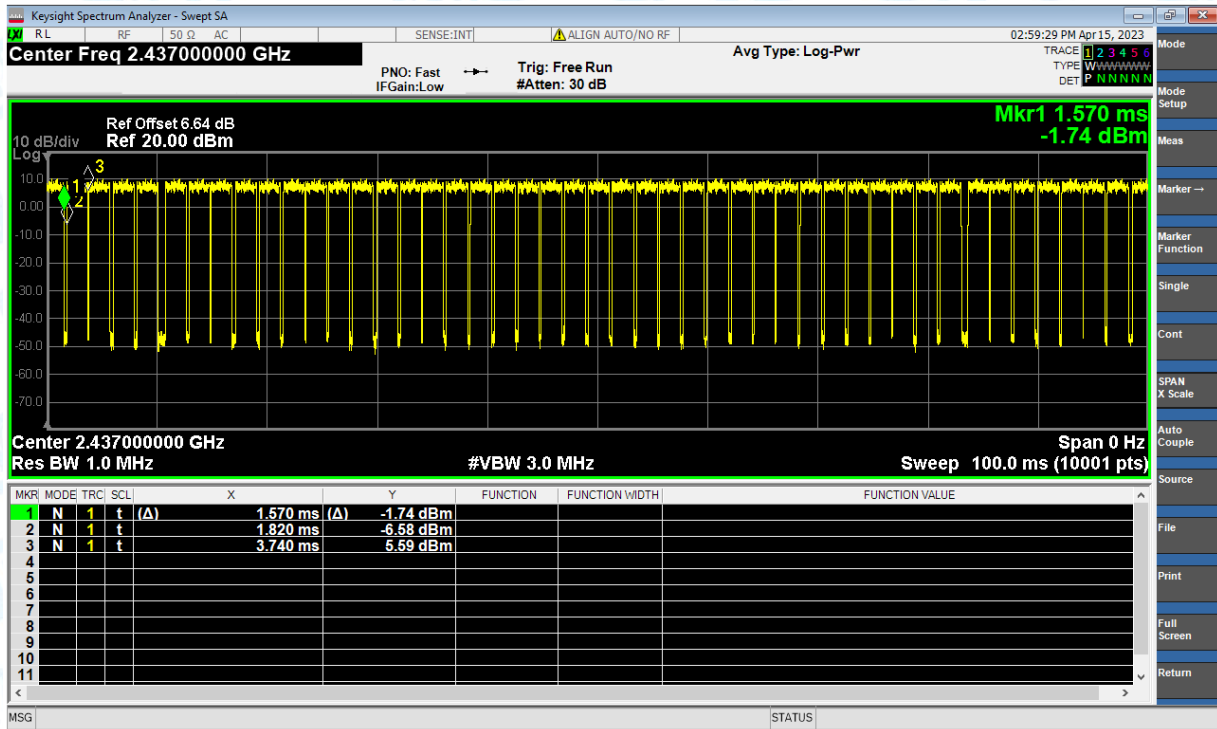 Keysight Spectrum Analyzer - Swept SA
LXI RL RF 50 Ω AC SENSE:INT ALIGN AUTO/NO RF 02:59:29 PM Apr 15, 2023
Center Freq 2.437000000 GHz
PNO: Fast
IFGain:Low
Trig: Free Run
#Atten: 30 dB
Avg Type: Log-Pwr
TRACE 1 2 3 4 5 6
TYPE WWWWWW
DET P N N N N N
Mkr1 1.570 ms
-1.74 dBm
10 dB/div
Log
Ref Offset 6.64 dB
Ref 20.00 dBm
10.0
0.00
-10.0
-20.0
-30.0
-40.0
-50.0
-60.0
-70.0
1
2
3
Center 2.437000000 GHz Span 0 Hz
Res BW 1.0 MHz #VBW 3.0 MHz Sweep 100.0 ms (10001 pts)
MKR MODE TRC SCL X Y FUNCTION FUNCTION WIDTH FUNCTION VALUE
1 N 1 t (Δ) 1.570 ms (Δ) -1.74 dBm
2 N 1 t 1.820 ms -6.58 dBm
3 N 1 t 3.740 ms 5.59 dBm
4
5
6
7
8
9
10
11
MSG STATUS
Mode
Mode
Setup
Meas
Marker →
Marker
Function
Single
Cont
SPAN
X Scale
Auto
Couple
Source
File
Print
Full
Screen
Return